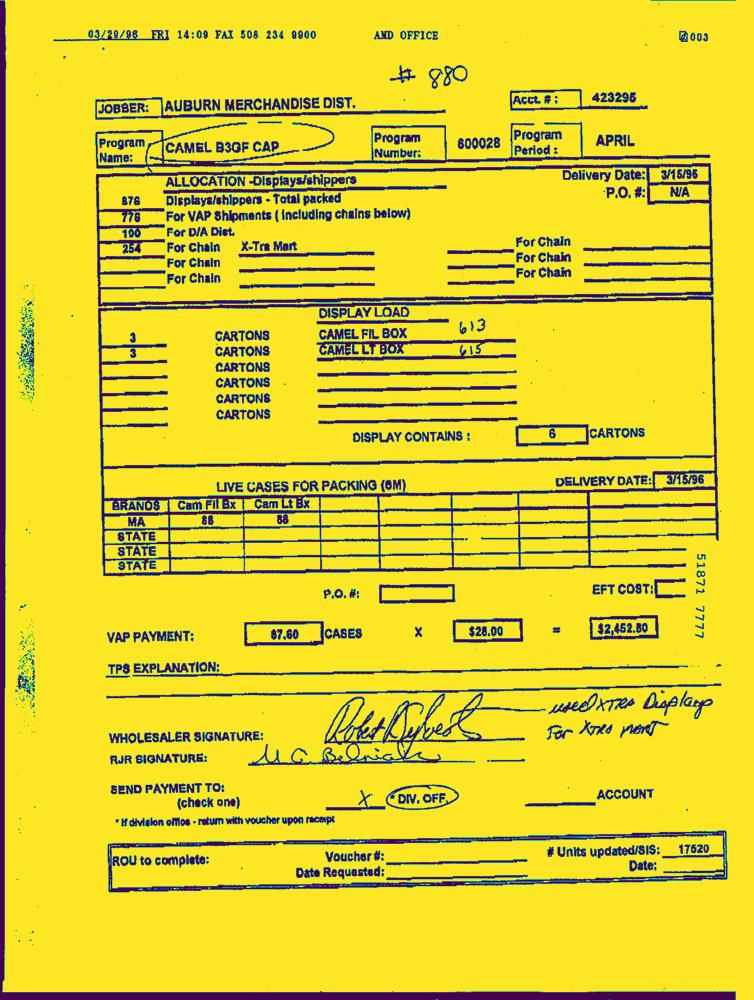 03/29/96 FRI 14:09 FAX 508 234 9900 AMD OFFICE 003
# 880
JOBBER: AUBURN MERCHANDISE DIST. Acct. #: 423295
Program Name: CAMEL B3GF CAP Program Number: 600028 Program Period: APRIL
ALLOCATION -Displays/shippers Delivery Date: 3/15/96
876 Displays/shippers - Total packed P.O. #: N/A
776 For VAP Shipments ( including chains below)
100 For D/A Dist.
254 For Chain X-Tra Mart For Chain
For Chain For Chain
For Chain For Chain
DISPLAY LOAD
3 CARTONS CAMEL FIL BOX 613
3 CARTONS CAMEL LT BOX 615
CARTONS
CARTONS
CARTONS
CARTONS
DISPLAY CONTAINS : 6 CARTONS
LIVE CASES FOR PACKING (6M) DELIVERY DATE: 3/15/96
BRANDS Cam Fil Bx Cam Lt Bx
MA 88 88
STATE
STATE
STATE
P.O. #: EFT COST:
51871 7777
VAP PAYMENT: 87.60 CASES X $28.00 = $2,452.80
TPS EXPLANATION:
used XTRA Displays
WHOLESALER SIGNATURE: For XTRA MART
RJR SIGNATURE:
SEND PAYMENT TO:
(check one) X * DIV. OFF. ACCOUNT
* If division office - return with voucher upon receipt
ROU to complete: Voucher #: # Units updated/SIS: 17520
Date Requested: Date: